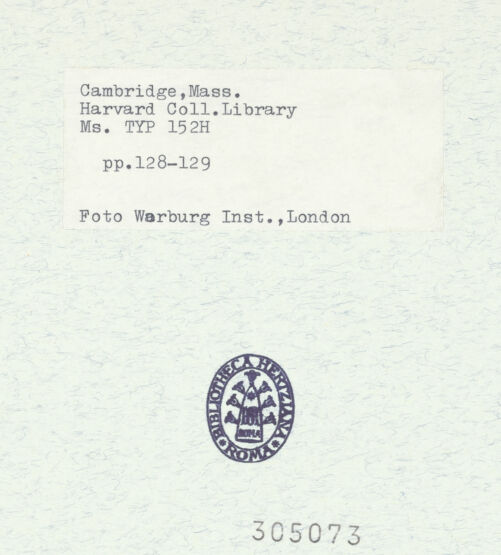 Cambridge,Mass.
Harvard Coll.Library
Ms. TYP 152H
pp.128-129
Foto Warburg Inst.,London
BIBLIOTHECA HERTZIANA
ROMA
ROMA
305073